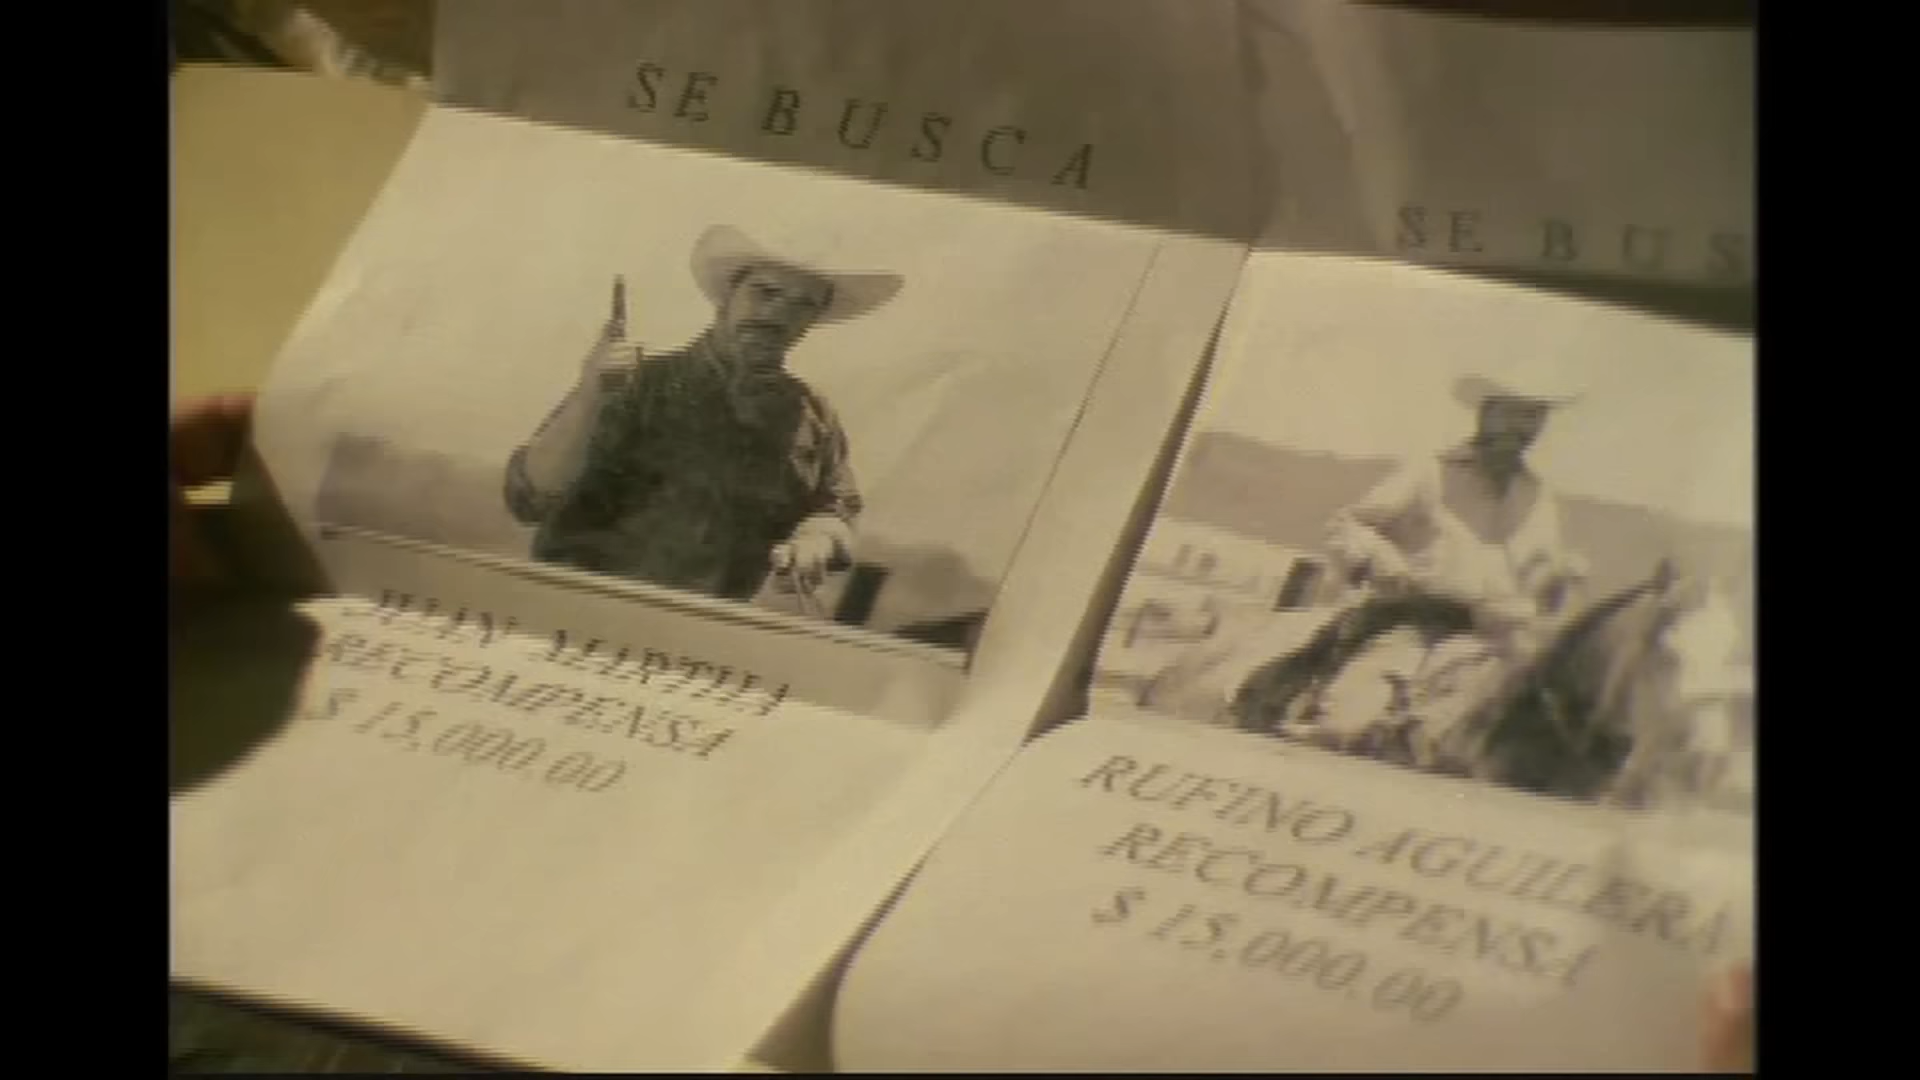 SE BUSCA
RECOMPENSA
$ 15,000.00
SE BUS
RUFINO AGUILERA
RECOMPENSA
$ 15,000.00